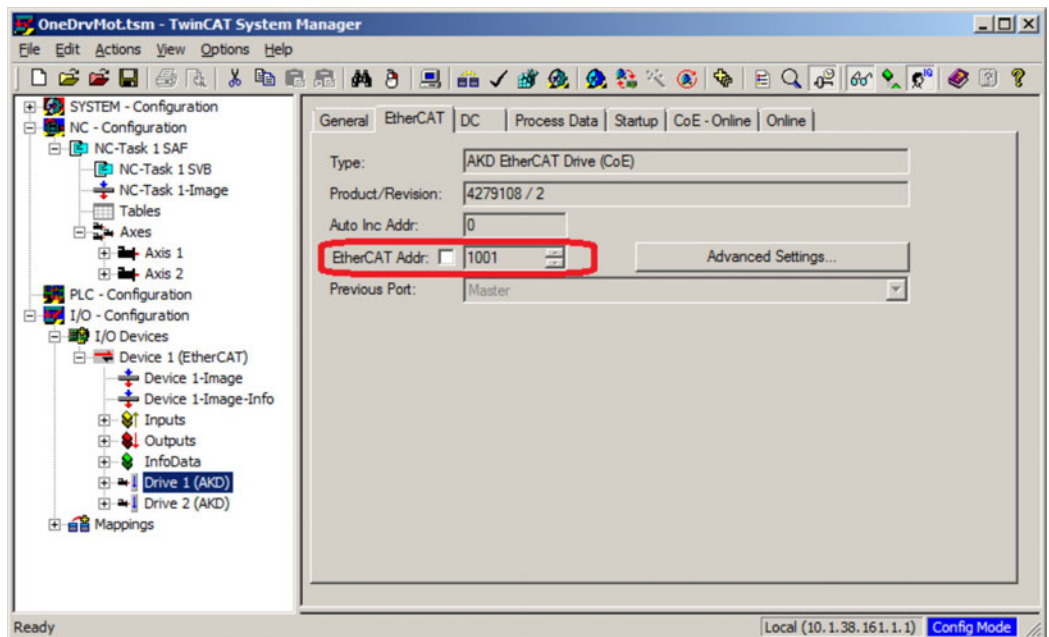 OneDrvMot.tsm - TwinCAT System Manager
File Edit Actions View Options Help
SYSTEM - Configuration
NC - Configuration
NC-Task 1 SAF
NC-Task 1 SVB
NC-Task 1-Image
Tables
Axes
Axis 1
Axis 2
PLC - Configuration
I/O - Configuration
I/O Devices
Device 1 (EtherCAT)
Device 1-Image
Device 1-Image-Info
Inputs
Outputs
InfoData
Drive 1 (AKD)
Drive 2 (AKD)
Mappings
General EtherCAT DC Process Data Startup CoE - Online Online
Type: AKD EtherCAT Drive (CoE)
Product/Revision: 4279108 / 2
Auto Inc Addr: 0
EtherCAT Addr: 1001 Advanced Settings...
Previous Port: Master
Ready Local (10.1.38.161.1.1) Config Mode